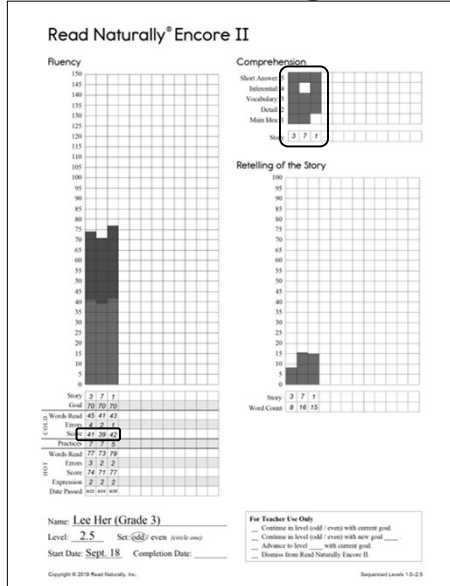 Read Naturally® Encore II
Fluency
150
145
140
135
130
125
120
115
110
105
100
95
90
85
80
75
70
65
60
55
50
45
40
35
30
25
20
15
10
5
0
Story 3 7 1
Goal 70 70 70
COLD
Words Read 45 41 43
Errors 4 2 1
Score 41 39 42
Practices 7 7 5
HOT
Words Read 77 73 79
Errors 3 2 2
Score 74 71 77
Expression 2 2 2
Date Passed
Comprehension
Short Answer 5
Inferential 4
Vocabulary 3
Detail 2
Main Idea 1
Story 3 7 1
Retelling of the Story
100
95
90
85
80
75
70
65
60
55
50
45
40
35
30
25
20
15
10
5
0
Story 3 7 1
Word Count 8 16 15
Name: Lee Her (Grade 3)
Level: 2.5 Set: odd / even (circle one)
Start Date: Sept. 18 Completion Date:
For Teacher Use Only
Continue in level (odd / even) with current goal.
Continue in level (odd / even) with new goal .
Advance to level with current goal.
Dismiss from Read Naturally Encore II.
Copyright © 2019 Read Naturally, Inc.
Sequenced Levels 1.0–2.5